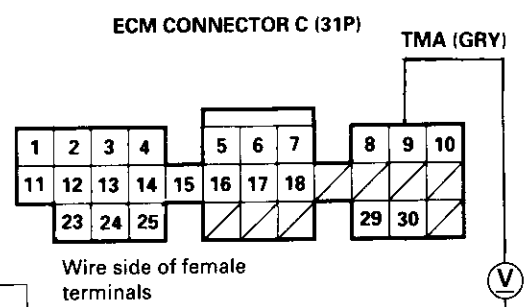 ECM CONNECTOR C (31P)
TMA (GRY)
1 2 3 4 5 6 7 8 9 10
11 12 13 14 15 16 17 18
23 24 25 29 30
Wire side of female
terminals
V